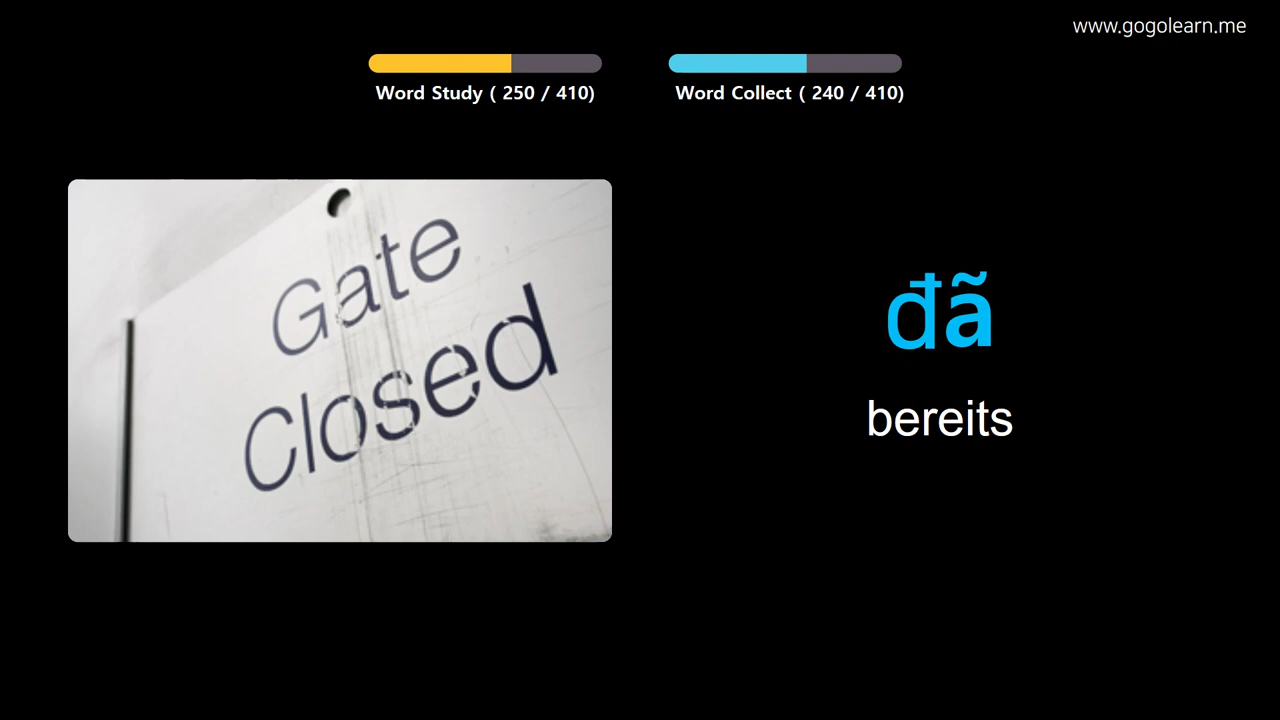 www.gogolearn.me
Word Study ( 250 / 410)
Word Collect ( 240 / 410)
Gate
Closed
đã
bereits